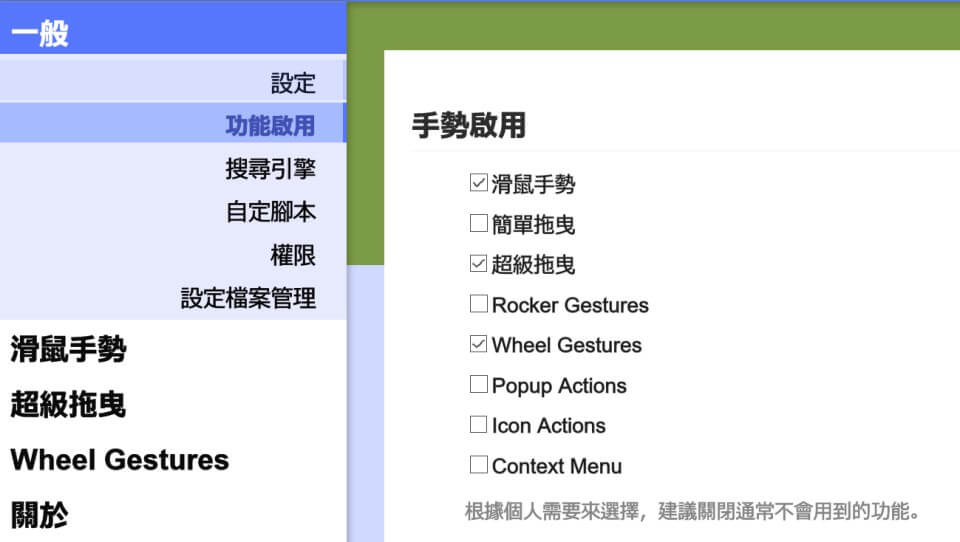 一般
設定
功能啟用
搜尋引擎
自定腳本
權限
設定檔案管理
滑鼠手勢
超級拖曳
Wheel Gestures
關於
手勢啟用
滑鼠手勢
簡單拖曳
超級拖曳
Rocker Gestures
Wheel Gestures
Popup Actions
Icon Actions
Context Menu
根據個人需要來選擇，建議關閉通常不會用到的功能。